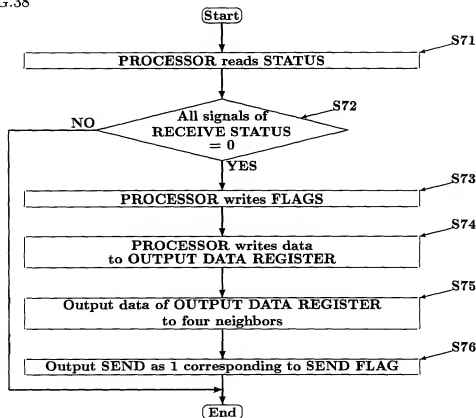 G.38
Start
S71
PROCESSOR reads STATUS
S72
All signals of
RECEIVE STATUS
= 0
NO
YES
S73
PROCESSOR writes FLAGS
S74
PROCESSOR writes data
to OUTPUT DATA REGISTER
S75
Output data of OUTPUT DATA REGISTER
to four neighbors
S76
Output SEND as 1 corresponding to SEND FLAG
End